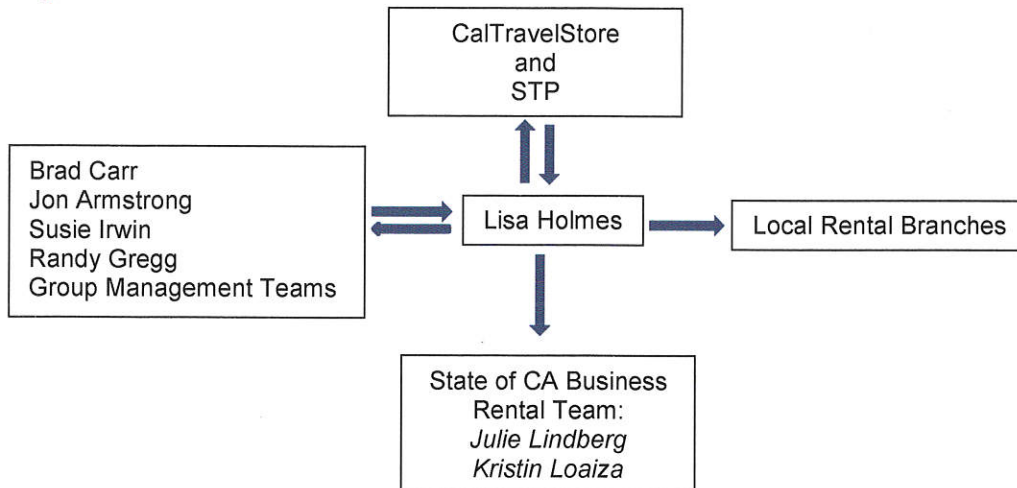 CalTravelStore
and
STP
Brad Carr
Jon Armstrong
Susie Irwin
Randy Gregg
Group Management Teams
Lisa Holmes
Local Rental Branches
State of CA Business
Rental Team:
Julie Lindberg
Kristin Loaiza